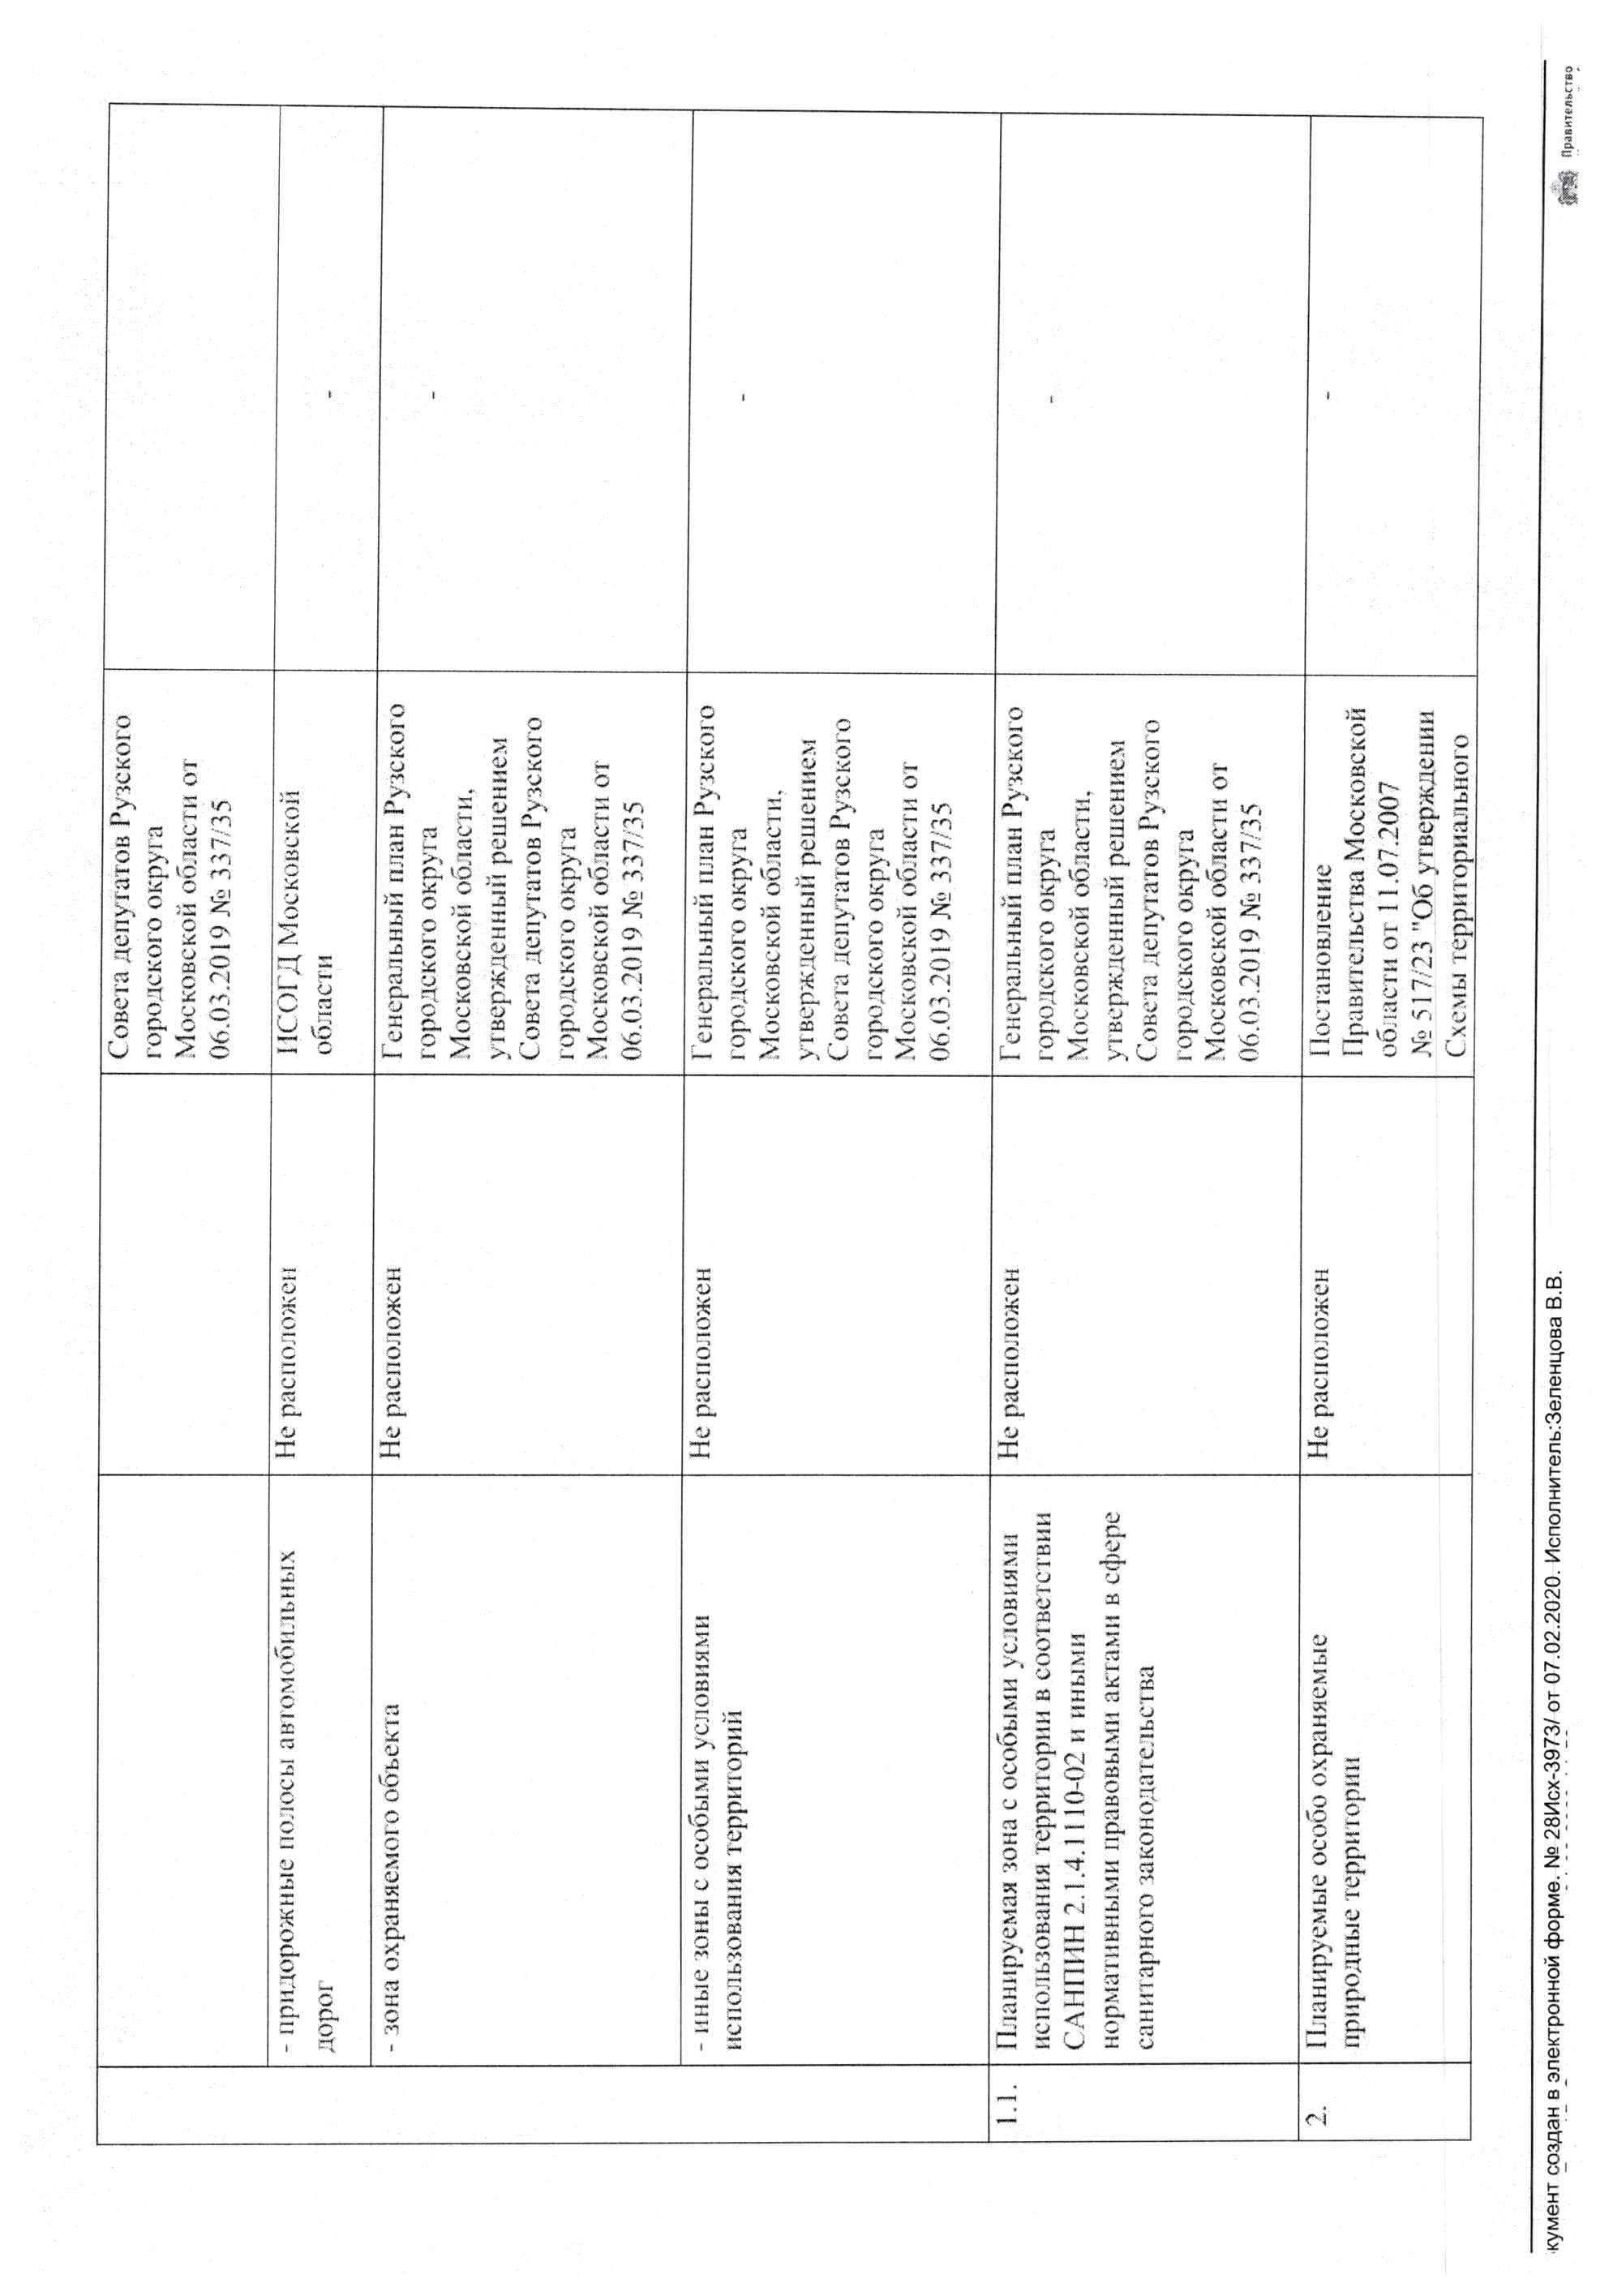 Совета депутатов Рузского
городского округа
Московской области от
06.03.2019 № 337/35
- придорожные полосы автомобильных
дорог
Не расположен
ИСОГД Московской
области
-
- зона охраняемого объекта
Не расположен
Генеральный план Рузского
городского округа
Московской области,
утвержденный решением
Совета депутатов Рузского
городского округа
Московской области от
06.03.2019 № 337/35
-
- иные зоны с особыми условиями
использования территорий
Не расположен
Генеральный план Рузского
городского округа
Московской области,
утвержденный решением
Совета депутатов Рузского
городского округа
Московской области от
06.03.2019 № 337/35
-
1.1.
Планируемая зона с особыми условиями
использования территории в соответствии
САНПИН 2.1.4.1110-02 и иными
нормативными правовыми актами в сфере
санитарного законодательства
Не расположен
Генеральный план Рузского
городского округа
Московской области,
утвержденный решением
Совета депутатов Рузского
городского округа
Московской области от
06.03.2019 № 337/35
-
2.
Планируемые особо охраняемые
природные территории
Не расположен
Постановление
Правительства Московской
области от 11.07.2007
№ 517/23 "Об утверждении
Схемы территориального
-
кумент создан в электронной форме. № 28Исх-3973/ от 07.02.2020. Исполнитель:Зеленцова В.В.
Правительство